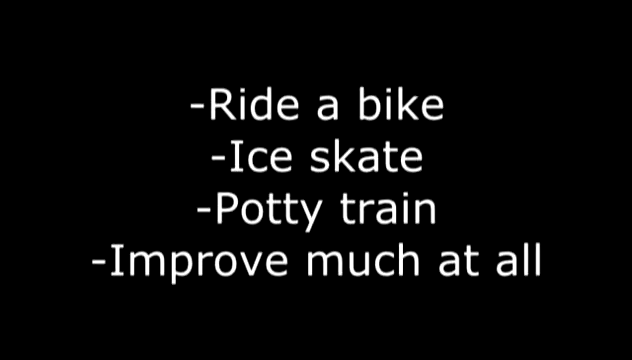 -Ride a bike
-Ice skate
-Potty train
-Improve much at all